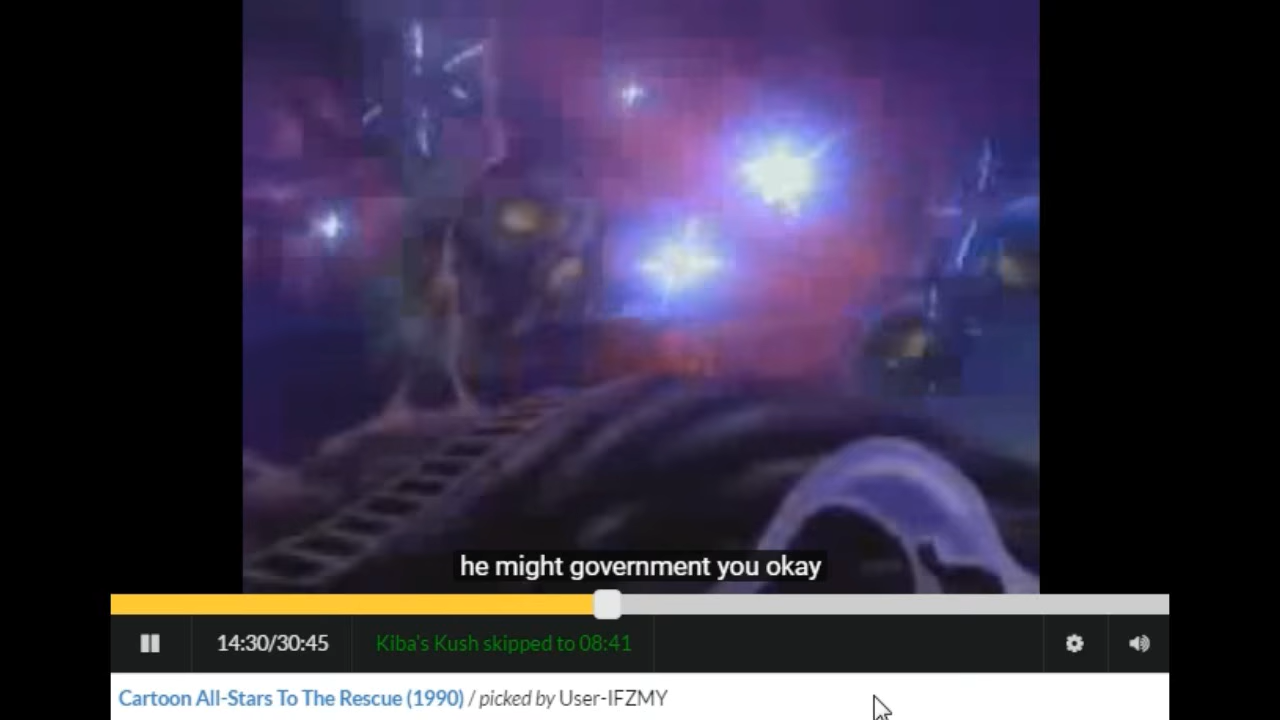 he might government you okay
14:30/30:45 Kiba's Kush skipped to 08:41
Cartoon All-Stars To The Rescue (1990) / picked by User-IFZMY